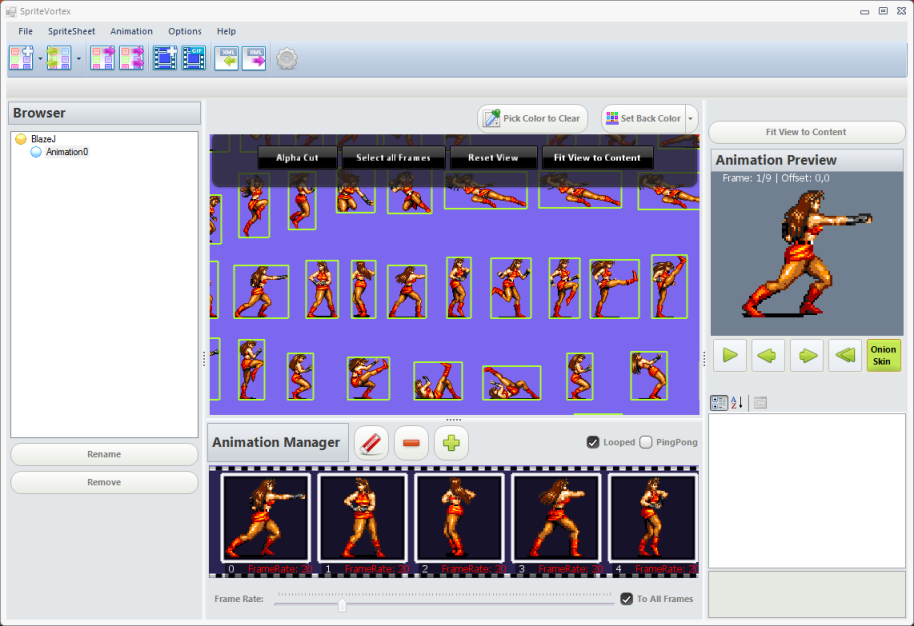 SpriteVortex
File SpriteSheet Animation Options Help
GIF XML XML
Browser
BlazeJ
Animation0
Rename
Remove
Pick Color to Clear Set Back Color
Alpha Cut Select all Frames Reset View Fit View to Content
Animation Manager
Looped PingPong
0 FrameRate: 20 1 FrameRate: 20 2 FrameRate: 20 3 FrameRate: 20 4 FrameRate: 20
Frame Rate: To All Frames
Fit View to Content
Animation Preview
Frame: 1/9 | Offset: 0,0
Onion
Skin
A
Z